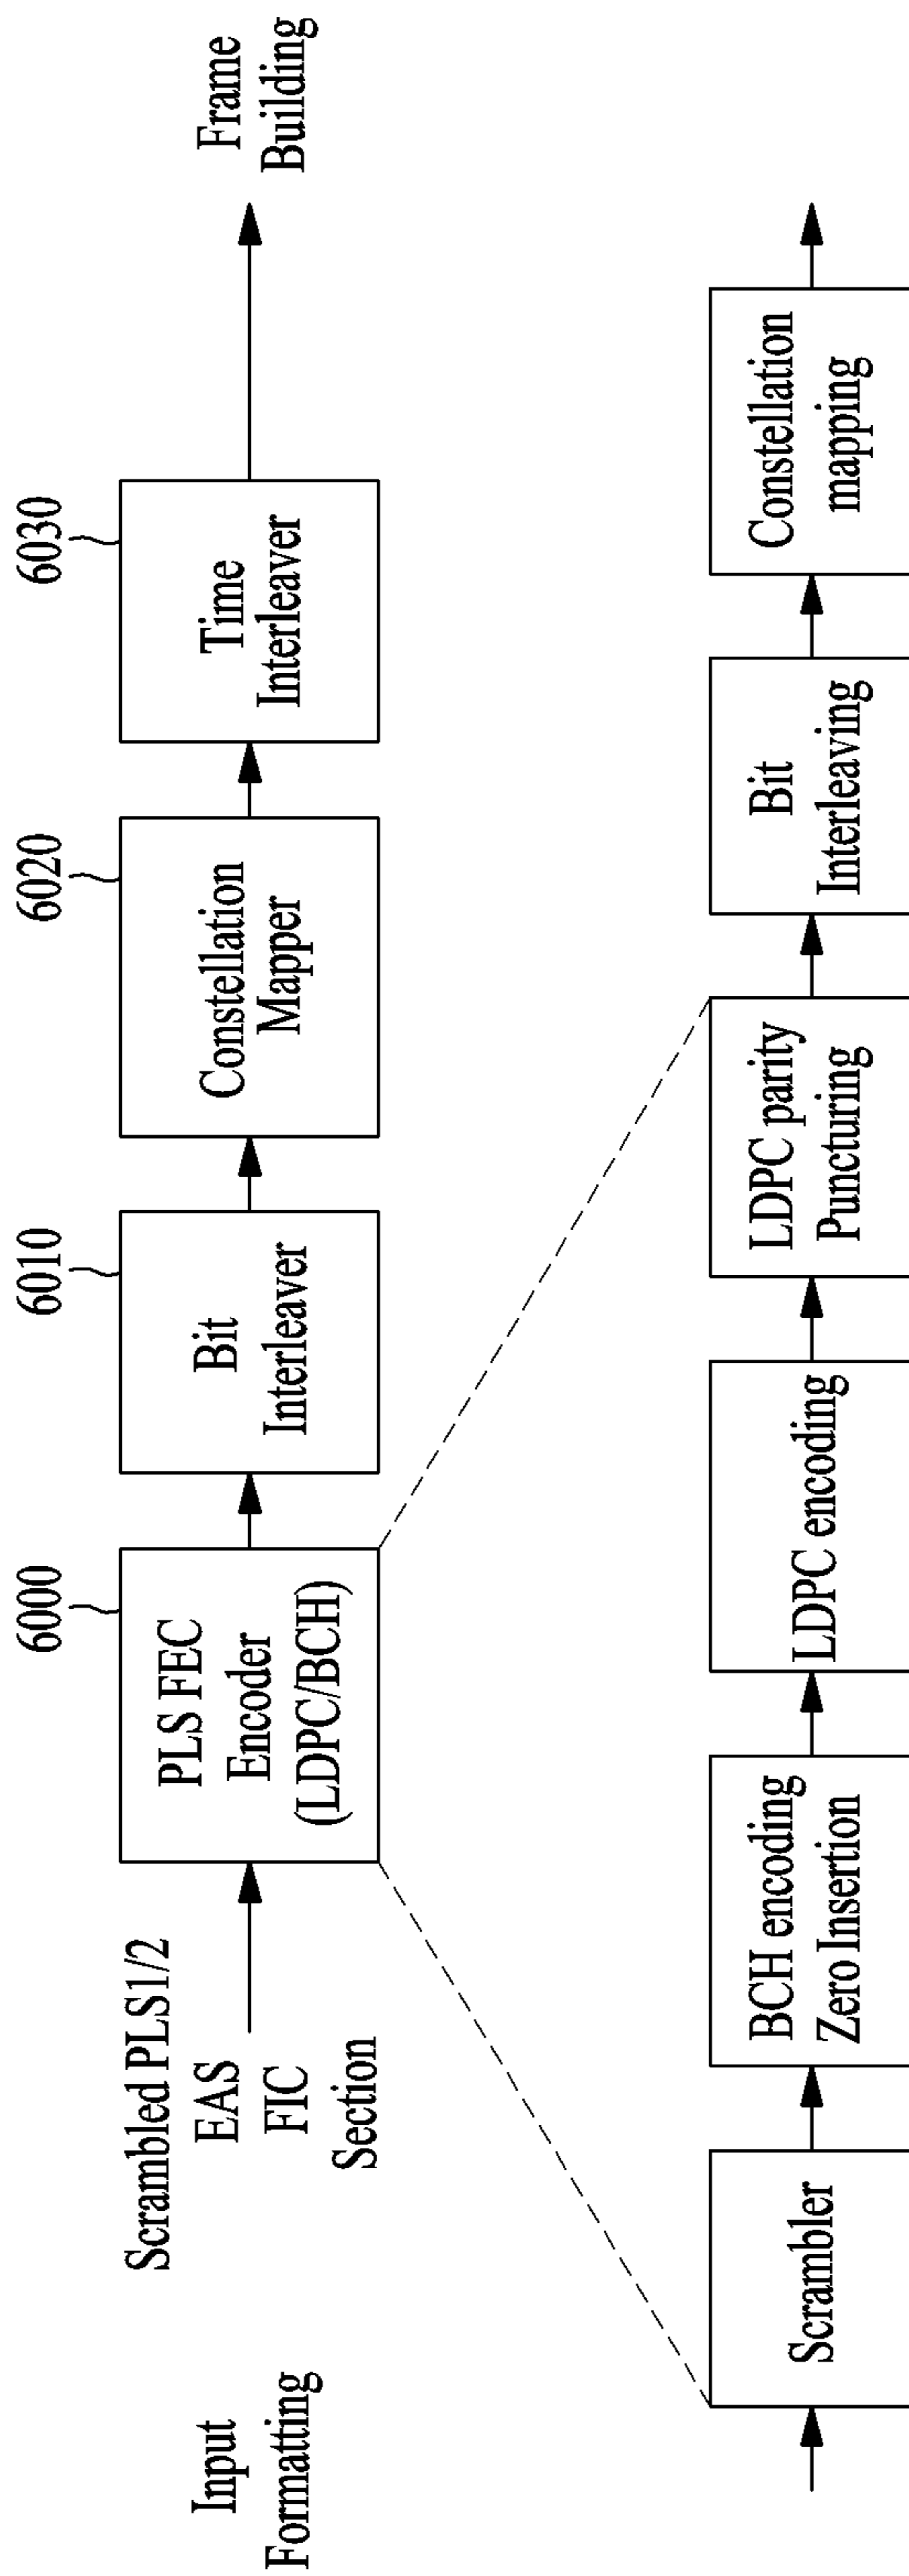 Input
Formatting
Scrambled PLS1/2
EAS
FIC
Section
6000
PLS FEC
Encoder
(LDPC/BCH)
6010
Bit
Interleaver
6020
Constellation
Mapper
6030
Time
Interleaver
Frame
Building
Scrambler
BCH encoding
Zero Insertion
LDPC encoding
LDPC parity
Puncturing
Bit
Interleaving
Constellation
mapping